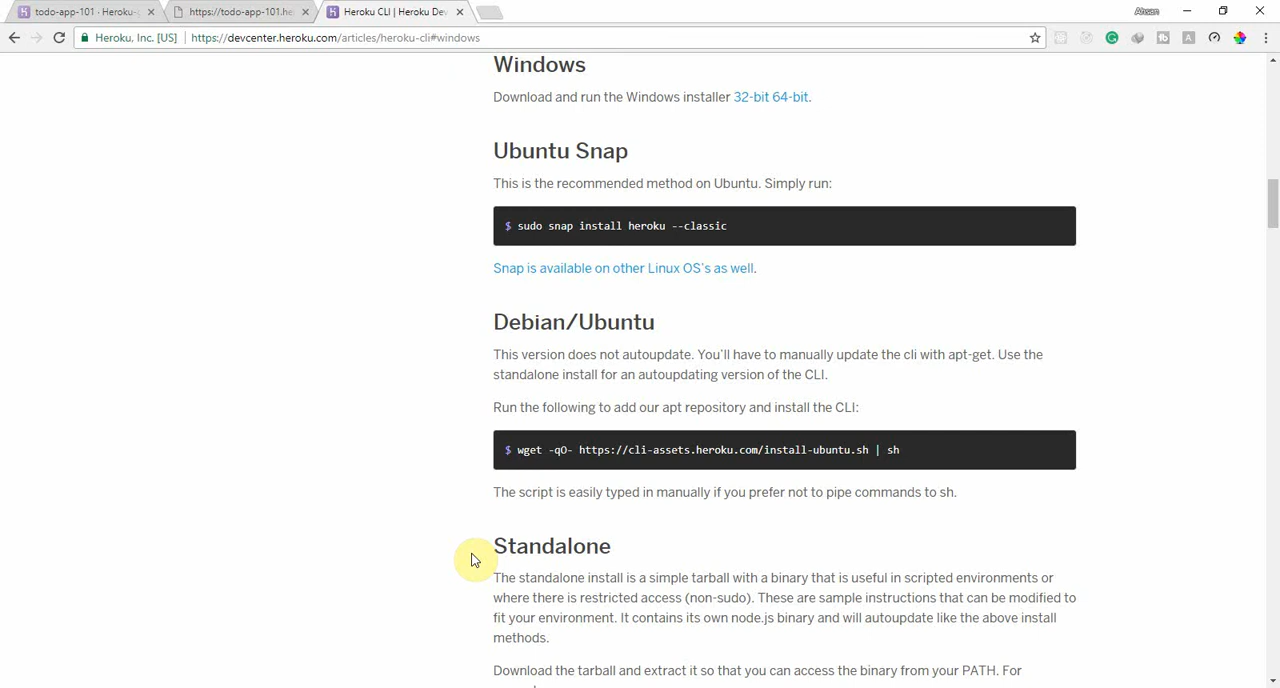 todo-app-101 · Heroku-
https://todo-app-101.he
Heroku CLI | Heroku Dev
Ahsan
Heroku, Inc. [US]
https://devcenter.heroku.com/articles/heroku-cli#windows
Windows
Download and run the Windows installer 32-bit 64-bit.
Ubuntu Snap
This is the recommended method on Ubuntu. Simply run:
$ sudo snap install heroku --classic
Snap is available on other Linux OS's as well.
Debian/Ubuntu
This version does not autoupdate. You'll have to manually update the cli with apt-get. Use the
standalone install for an autoupdating version of the CLI.
Run the following to add our apt repository and install the CLI:
$ wget -qO- https://cli-assets.heroku.com/install-ubuntu.sh | sh
The script is easily typed in manually if you prefer not to pipe commands to sh.
Standalone
The standalone install is a simple tarball with a binary that is useful in scripted environments or
where there is restricted access (non-sudo). These are sample instructions that can be modified to
fit your environment. It contains its own node.js binary and will autoupdate like the above install
methods.
Download the tarball and extract it so that you can access the binary from your PATH. For